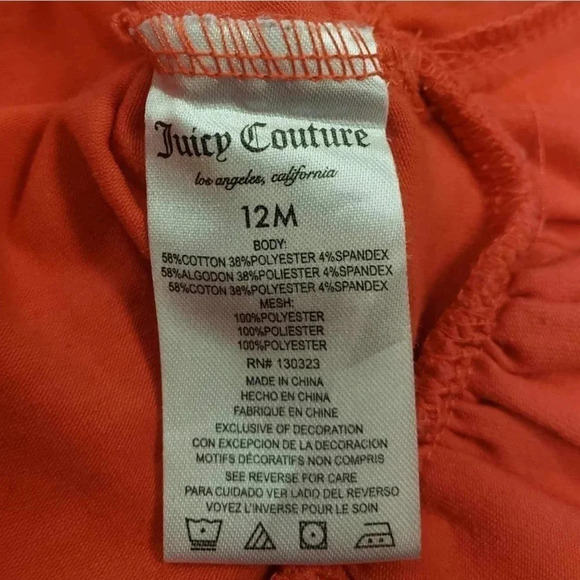 Juicy Couture
los angeles, california
12M
BODY:
58%COTTON 38%POLYESTER 4%SPANDEX
58%ALGODON 38%POLIESTER 4%SPANDEX
58%COTON 38%POLYESTER 4%SPANDEX
MESH:
100%POLYESTER
100%POLIESTER
100%POLYESTER
RN# 130323
MADE IN CHINA
HECHO EN CHINA
FABRIQUE EN CHINE
EXCLUSIVE OF DECORATION
CON EXCEPCION DE LA DECORACION
MOTIFS DÉCORATIFS NON COMPRIS
SEE REVERSE FOR CARE
PARA CUIDADO VER LADO DEL REVERSO
VOYEZ L'INVERSE POUR LE SOIN